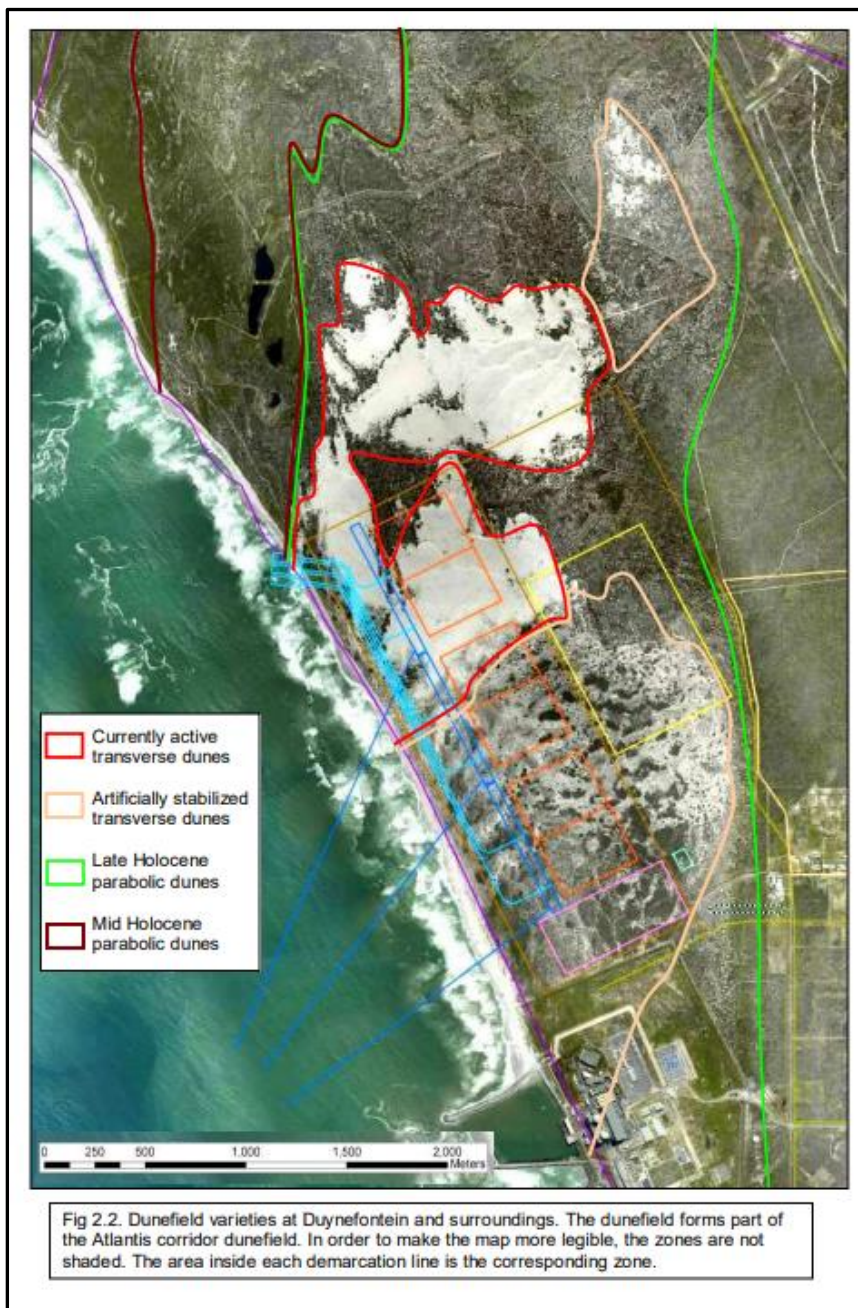 Currently active
transverse dunes
Artificially stabilized
transverse dunes
Late Holocene
parabolic dunes
Mid Holocene
parabolic dunes
0 250 500 1,000 1,500 2,000
Meters
Fig 2.2. Dunefield varieties at Duynefontein and surroundings. The dunefield forms part of
the Atlantis corridor dunefield. In order to make the map more legible, the zones are not
shaded. The area inside each demarcation line is the corresponding zone.